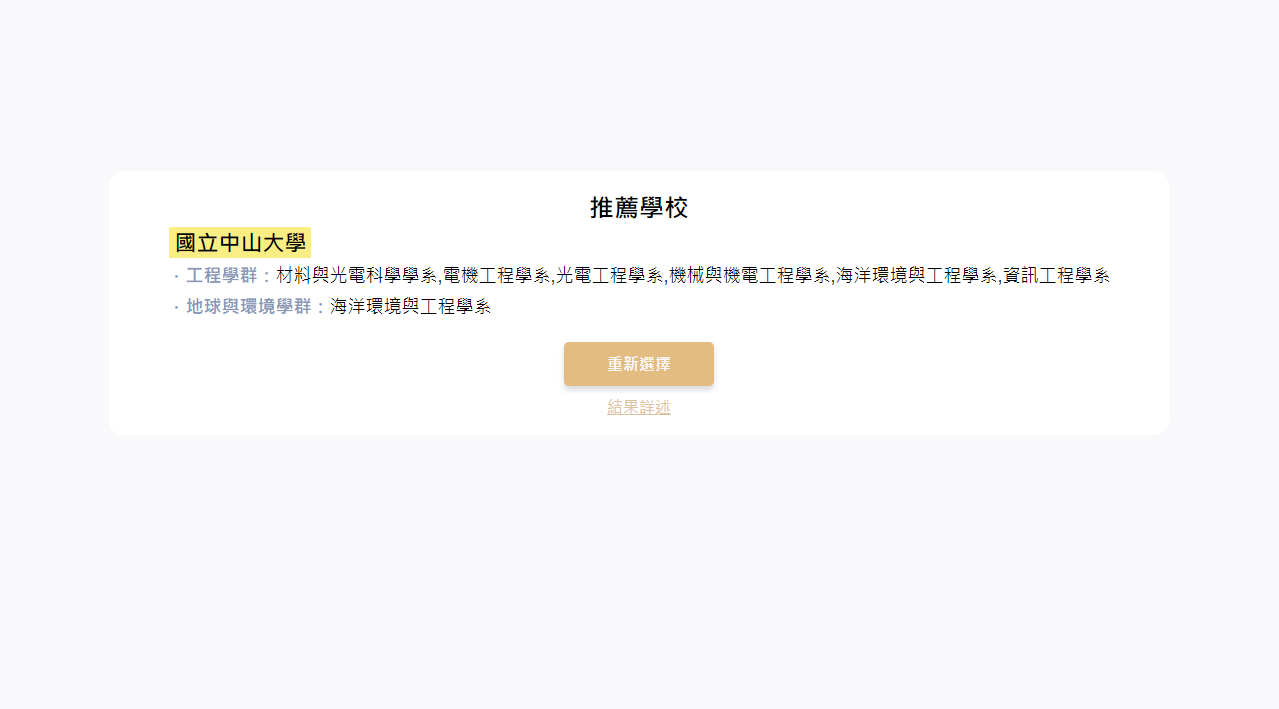 推薦學校
國立中山大學
· 工程學群：材料與光電科學學系,電機工程學系,光電工程學系,機械與機電工程學系,海洋環境與工程學系,資訊工程學系
· 地球與環境學群：海洋環境與工程學系
重新選擇
結果詳述